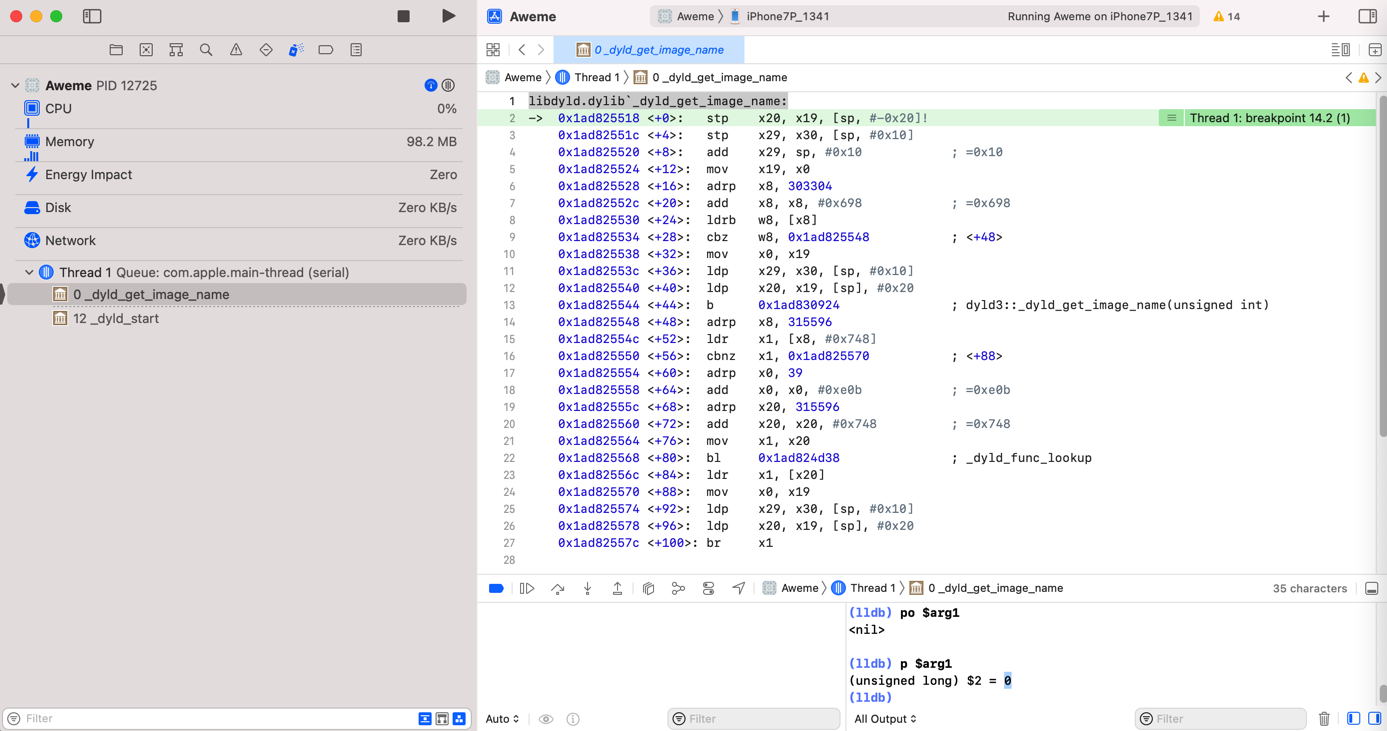 Aweme
Aweme 〉 iPhone7P_1341
Running Aweme on iPhone7P_1341
14
0 _dyld_get_image_name
Aweme PID 12725
CPU 0%
Memory 98.2 MB
Energy Impact Zero
Disk Zero KB/s
Network Zero KB/s
Thread 1 Queue: com.apple.main-thread (serial)
0 _dyld_get_image_name
12 _dyld_start
Filter
Aweme 〉 Thread 1 〉 0 _dyld_get_image_name
1 libdyld.dylib`_dyld_get_image_name:
2 -> 0x1ad825518 <+0>: stp x20, x19, [sp, #-0x20]!
Thread 1: breakpoint 14.2 (1)
3 0x1ad82551c <+4>: stp x29, x30, [sp, #0x10]
4 0x1ad825520 <+8>: add x29, sp, #0x10 ; =0x10
5 0x1ad825524 <+12>: mov x19, x0
6 0x1ad825528 <+16>: adrp x8, 303304
7 0x1ad82552c <+20>: add x8, x8, #0x698 ; =0x698
8 0x1ad825530 <+24>: ldrb w8, [x8]
9 0x1ad825534 <+28>: cbz w8, 0x1ad825548 ; <+48>
10 0x1ad825538 <+32>: mov x0, x19
11 0x1ad82553c <+36>: ldp x29, x30, [sp, #0x10]
12 0x1ad825540 <+40>: ldp x20, x19, [sp], #0x20
13 0x1ad825544 <+44>: b 0x1ad830924 ; dyld3::_dyld_get_image_name(unsigned int)
14 0x1ad825548 <+48>: adrp x8, 315596
15 0x1ad82554c <+52>: ldr x1, [x8, #0x748]
16 0x1ad825550 <+56>: cbnz x1, 0x1ad825570 ; <+88>
17 0x1ad825554 <+60>: adrp x0, 39
18 0x1ad825558 <+64>: add x0, x0, #0xe0b ; =0xe0b
19 0x1ad82555c <+68>: adrp x20, 315596
20 0x1ad825560 <+72>: add x20, x20, #0x748 ; =0x748
21 0x1ad825564 <+76>: mov x1, x20
22 0x1ad825568 <+80>: bl 0x1ad824d38 ; _dyld_func_lookup
23 0x1ad82556c <+84>: ldr x1, [x20]
24 0x1ad825570 <+88>: mov x0, x19
25 0x1ad825574 <+92>: ldp x29, x30, [sp, #0x10]
26 0x1ad825578 <+96>: ldp x20, x19, [sp], #0x20
27 0x1ad82557c <+100>: br x1
28
Aweme 〉 Thread 1 〉 0 _dyld_get_image_name
35 characters
(lldb) po $arg1
<nil>
(lldb) p $arg1
(unsigned long) $2 = 0
(lldb)
Auto
Filter
All Output
Filter